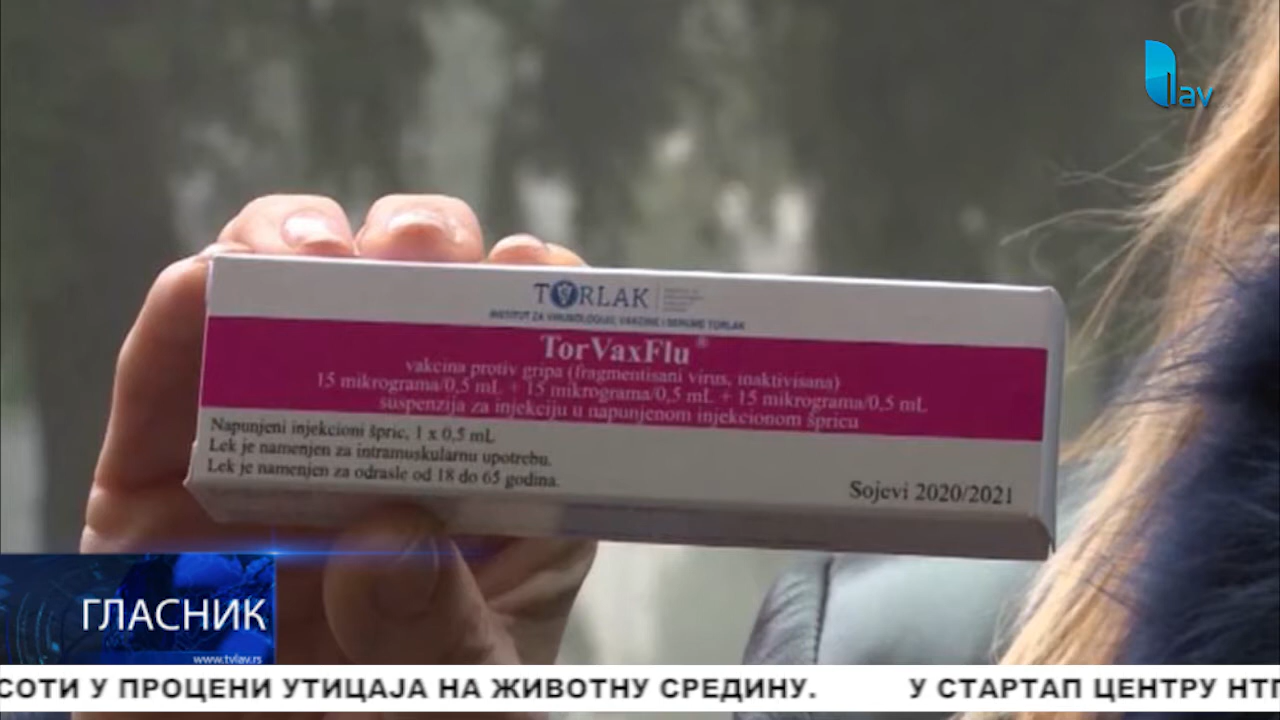 lav
TORLAK
INSTITUT ZA VIRUSOLOGIJU, VAKCINE I SERUME TORLAK
TorVaxFlu®
vakcina protiv gripa (fragmentisani virus, inaktivisana)
15 mikrograma/0,5 mL + 15 mikrograma/0,5 mL + 15 mikrograma/0,5 mL
suspenzija za injekciju u napunjenom injekcionom špricu
Napunjeni injekcioni špric, 1 x 0,5 mL
Lek je namenjen za intramuskularnu upotrebu.
Lek je namenjen za odrasle od 18 do 65 godina.
Sojevi 2020/2021
ГЛАСНИК
www.tvlav.rs
СОТИ У ПРОЦЕНИ УТИЦАЈА НА ЖИВОТНУ СРЕДИНУ. У СТАРТАП ЦЕНТРУ НТП